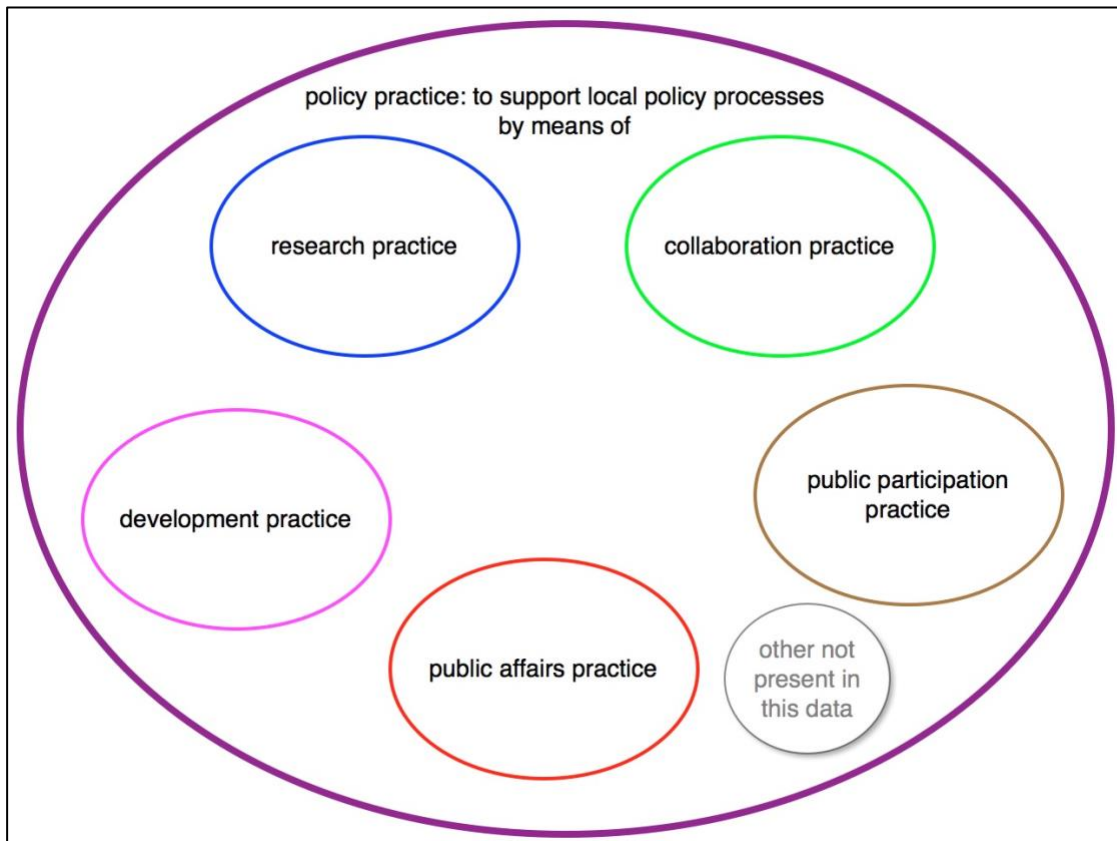 policy practice: to support local policy processes
by means of
research practice
collaboration practice
development practice
public participation
practice
public affairs practice
other not
present in
this data